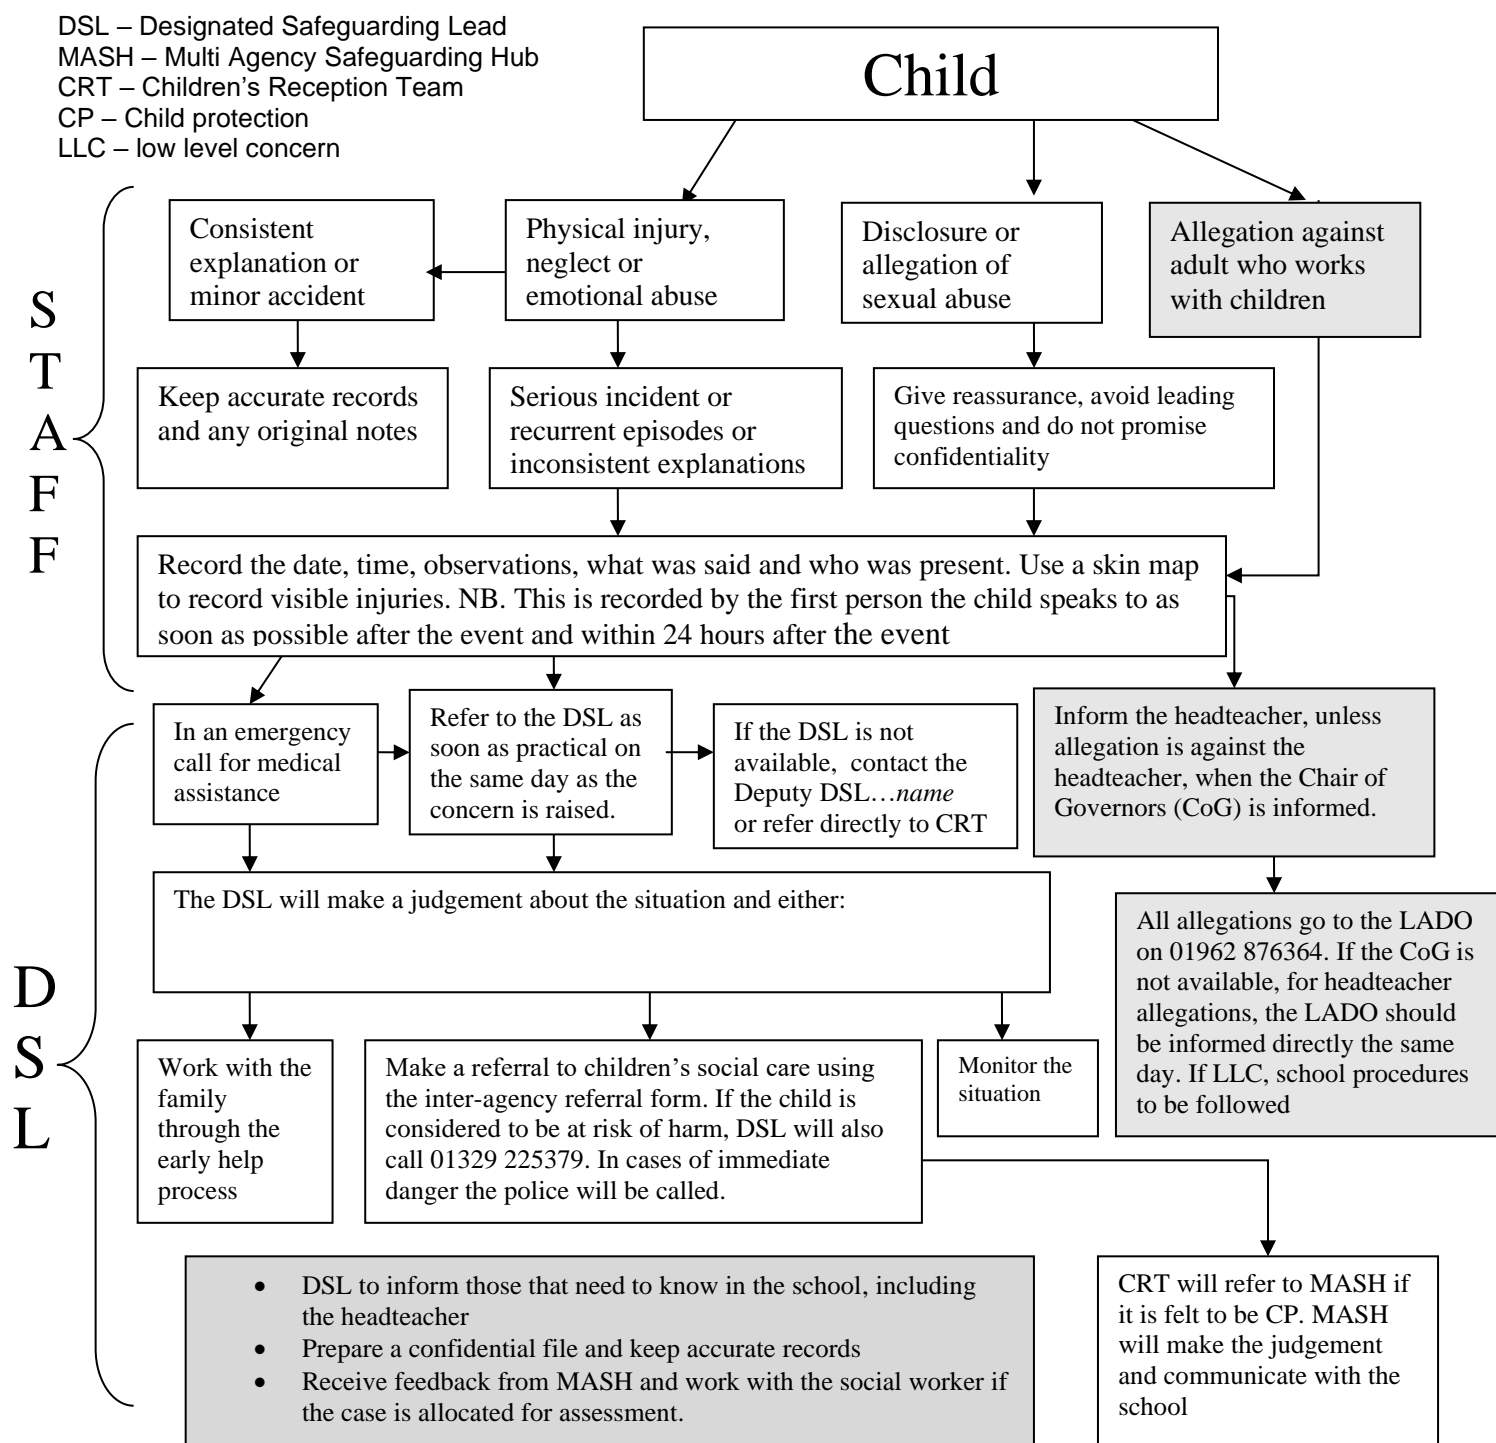 DSL – Designated Safeguarding Lead
MASH – Multi Agency Safeguarding Hub
CRT – Children's Reception Team
CP – Child protection
LLC – low level concern
Child
S
T
A
F
F
Consistent
explanation or
minor accident
Physical injury,
neglect or
emotional abuse
Disclosure or
allegation of
sexual abuse
Allegation against
adult who works
with children
Keep accurate records
and any original notes
Serious incident or
recurrent episodes or
inconsistent explanations
Give reassurance, avoid leading
questions and do not promise
confidentiality
Record the date, time, observations, what was said and who was present. Use a skin map
to record visible injuries. NB. This is recorded by the first person the child speaks to as
soon as possible after the event and within 24 hours after the event
D
S
L
In an emergency
call for medical
assistance
Refer to the DSL as
soon as practical on
the same day as the
concern is raised.
If the DSL is not
available,  contact the
Deputy DSL…name
or refer directly to CRT
Inform the headteacher, unless
allegation is against the
headteacher, when the Chair of
Governors (CoG) is informed.
The DSL will make a judgement about the situation and either:
All allegations go to the LADO
on 01962 876364. If the CoG is
not available, for headteacher
allegations, the LADO should
be informed directly the same
day. If LLC, school procedures
to be followed
Work with the
family
through the
early help
process
Make a referral to children's social care using
the inter-agency referral form. If the child is
considered to be at risk of harm, DSL will also
call 01329 225379. In cases of immediate
danger the police will be called.
Monitor the
situation
• DSL to inform those that need to know in the school, including
the headteacher
• Prepare a confidential file and keep accurate records
• Receive feedback from MASH and work with the social worker if
the case is allocated for assessment.
CRT will refer to MASH if
it is felt to be CP. MASH
will make the judgement
and communicate with the
school